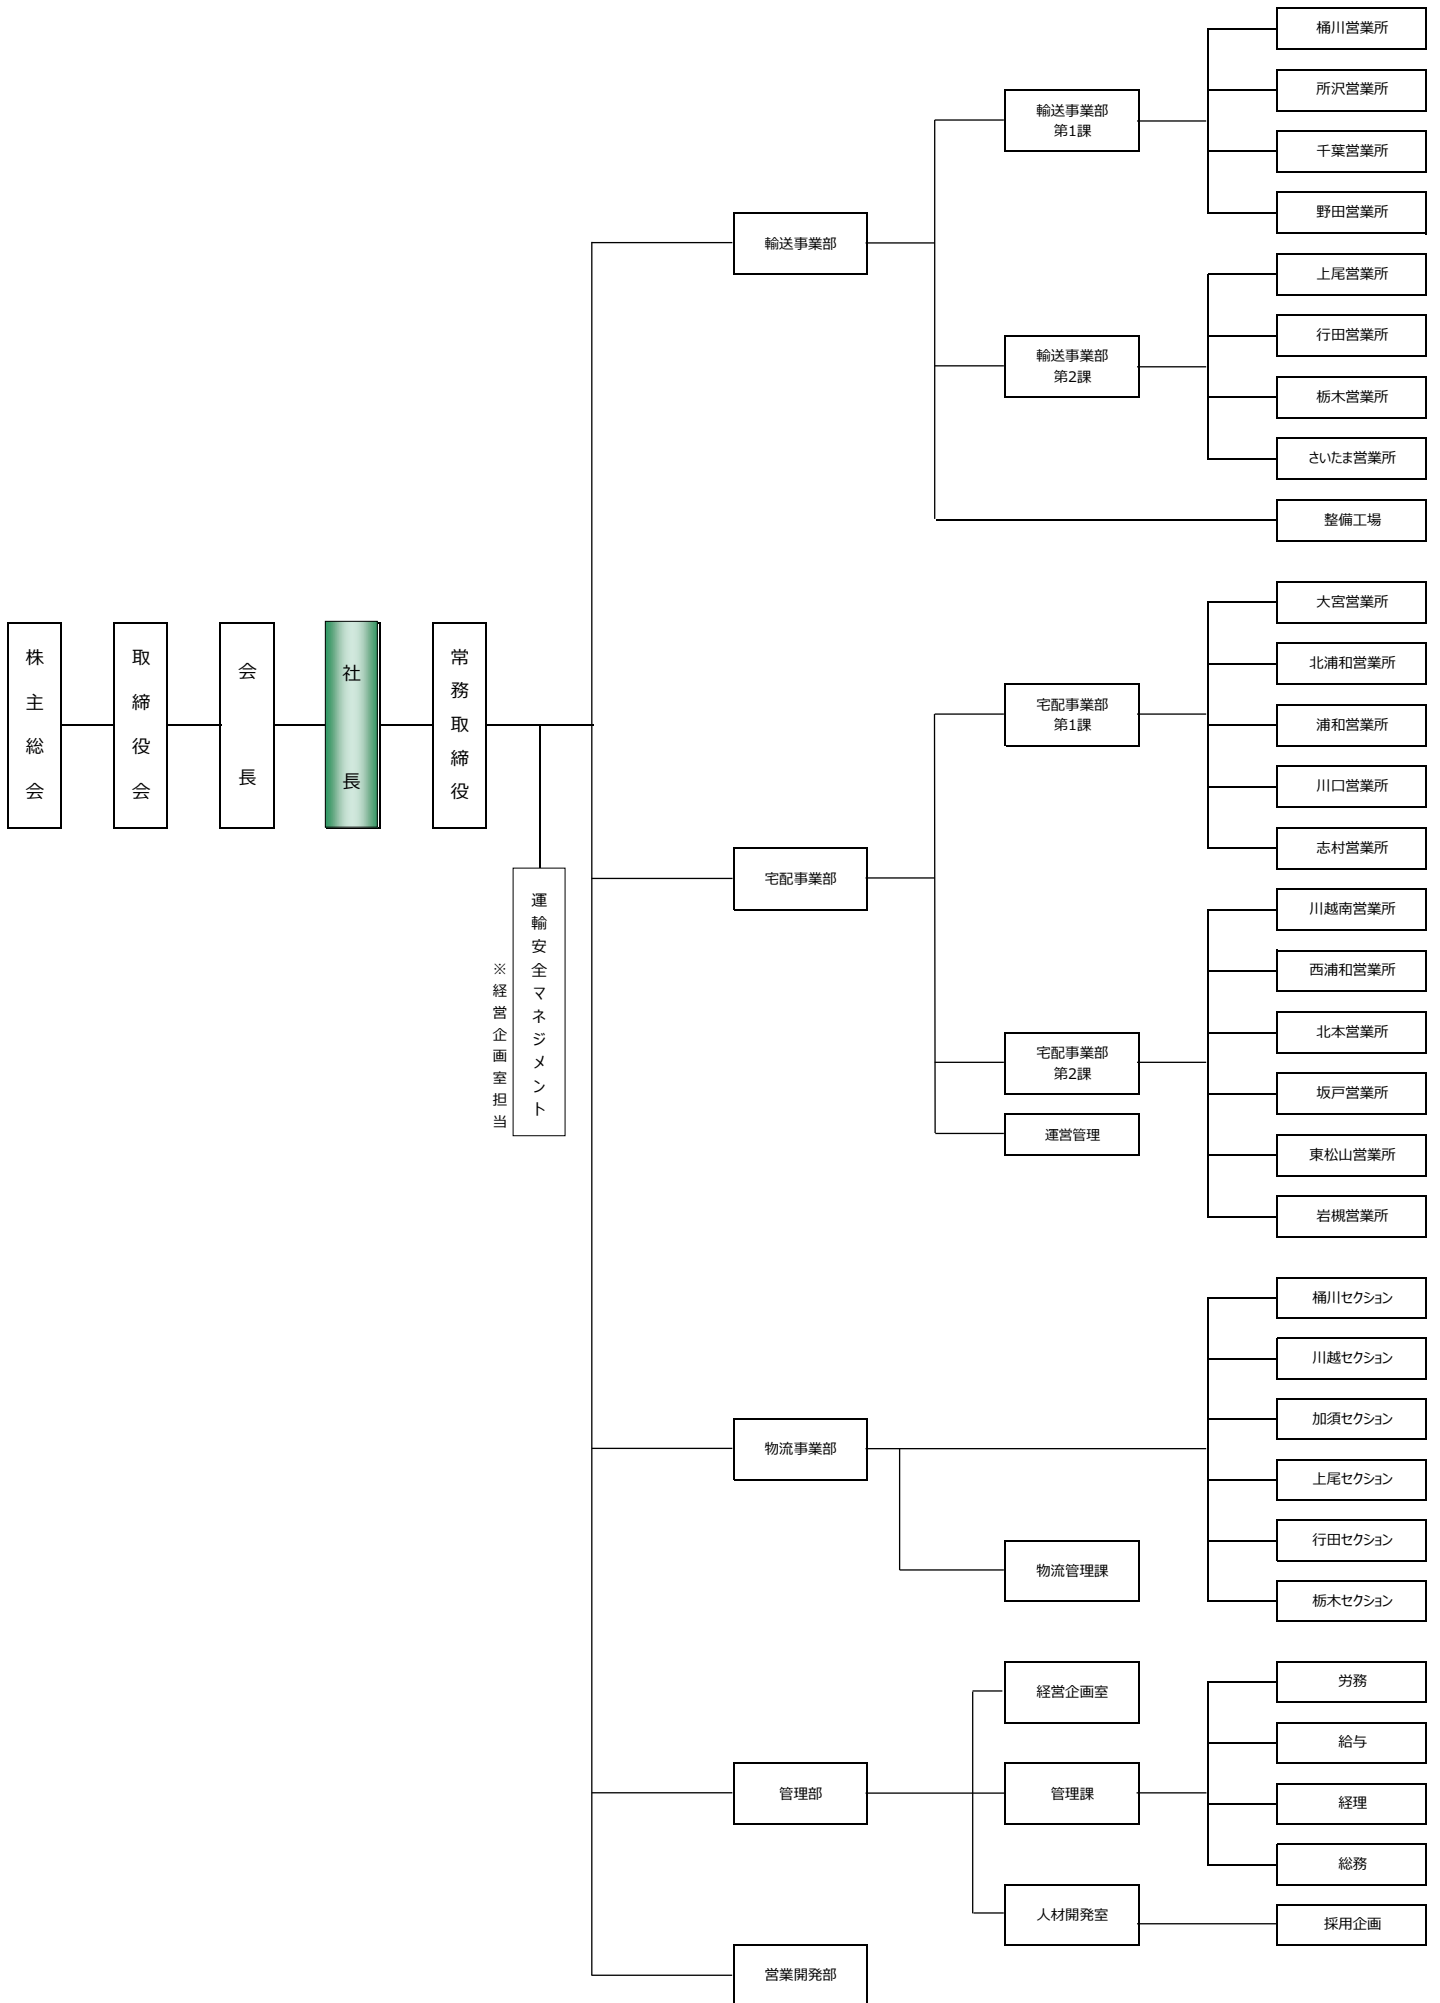 株主総会
取締役会
会長
社長
常務取締役
運輸安全マネジメント
※経営企画室担当
輸送事業部
輸送事業部
第1課
桶川営業所
所沢営業所
千葉営業所
野田営業所
輸送事業部
第2課
上尾営業所
行田営業所
栃木営業所
さいたま営業所
整備工場
宅配事業部
宅配事業部
第1課
大宮営業所
北浦和営業所
浦和営業所
川口営業所
志村営業所
宅配事業部
第2課
川越南営業所
西浦和営業所
北本営業所
坂戸営業所
東松山営業所
岩槻営業所
運営管理
物流事業部
桶川セクション
川越セクション
加須セクション
上尾セクション
行田セクション
栃木セクション
物流管理課
管理部
経営企画室
管理課
労務
給与
経理
総務
人材開発室
採用企画
営業開発部